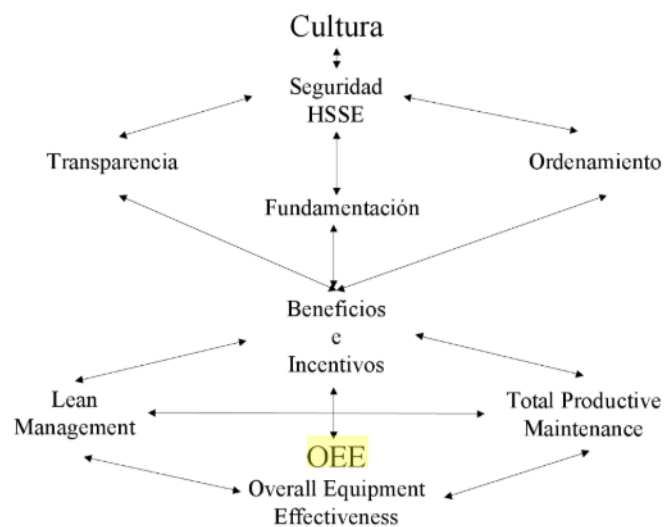 Cultura
Seguridad
HSSE
Transparencia
Ordenamiento
Fundamentación
Beneficios
e
Incentivos
Lean
Management
Total Productive
Maintenance
OEE
Overall Equipment
Effectiveness